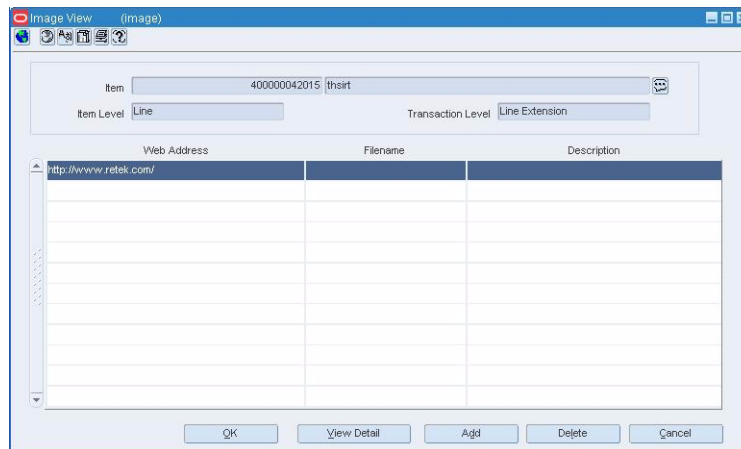 Image View (image)
Item 400000042015 thsirt
Item Level Line Transaction Level Line Extension
Web Address Filename Description
http://www.retek.com/
OK View Detail Add Delete Cancel